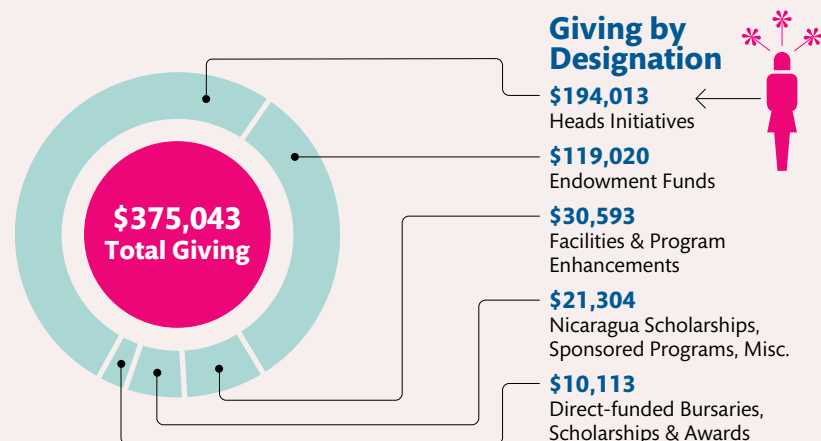 $375,043
Total Giving
Giving by
Designation
$194,013
Heads Initiatives
$119,020
Endowment Funds
$30,593
Facilities & Program
Enhancements
$21,304
Nicaragua Scholarships,
Sponsored Programs, Misc.
$10,113
Direct-funded Bursaries,
Scholarships & Awards